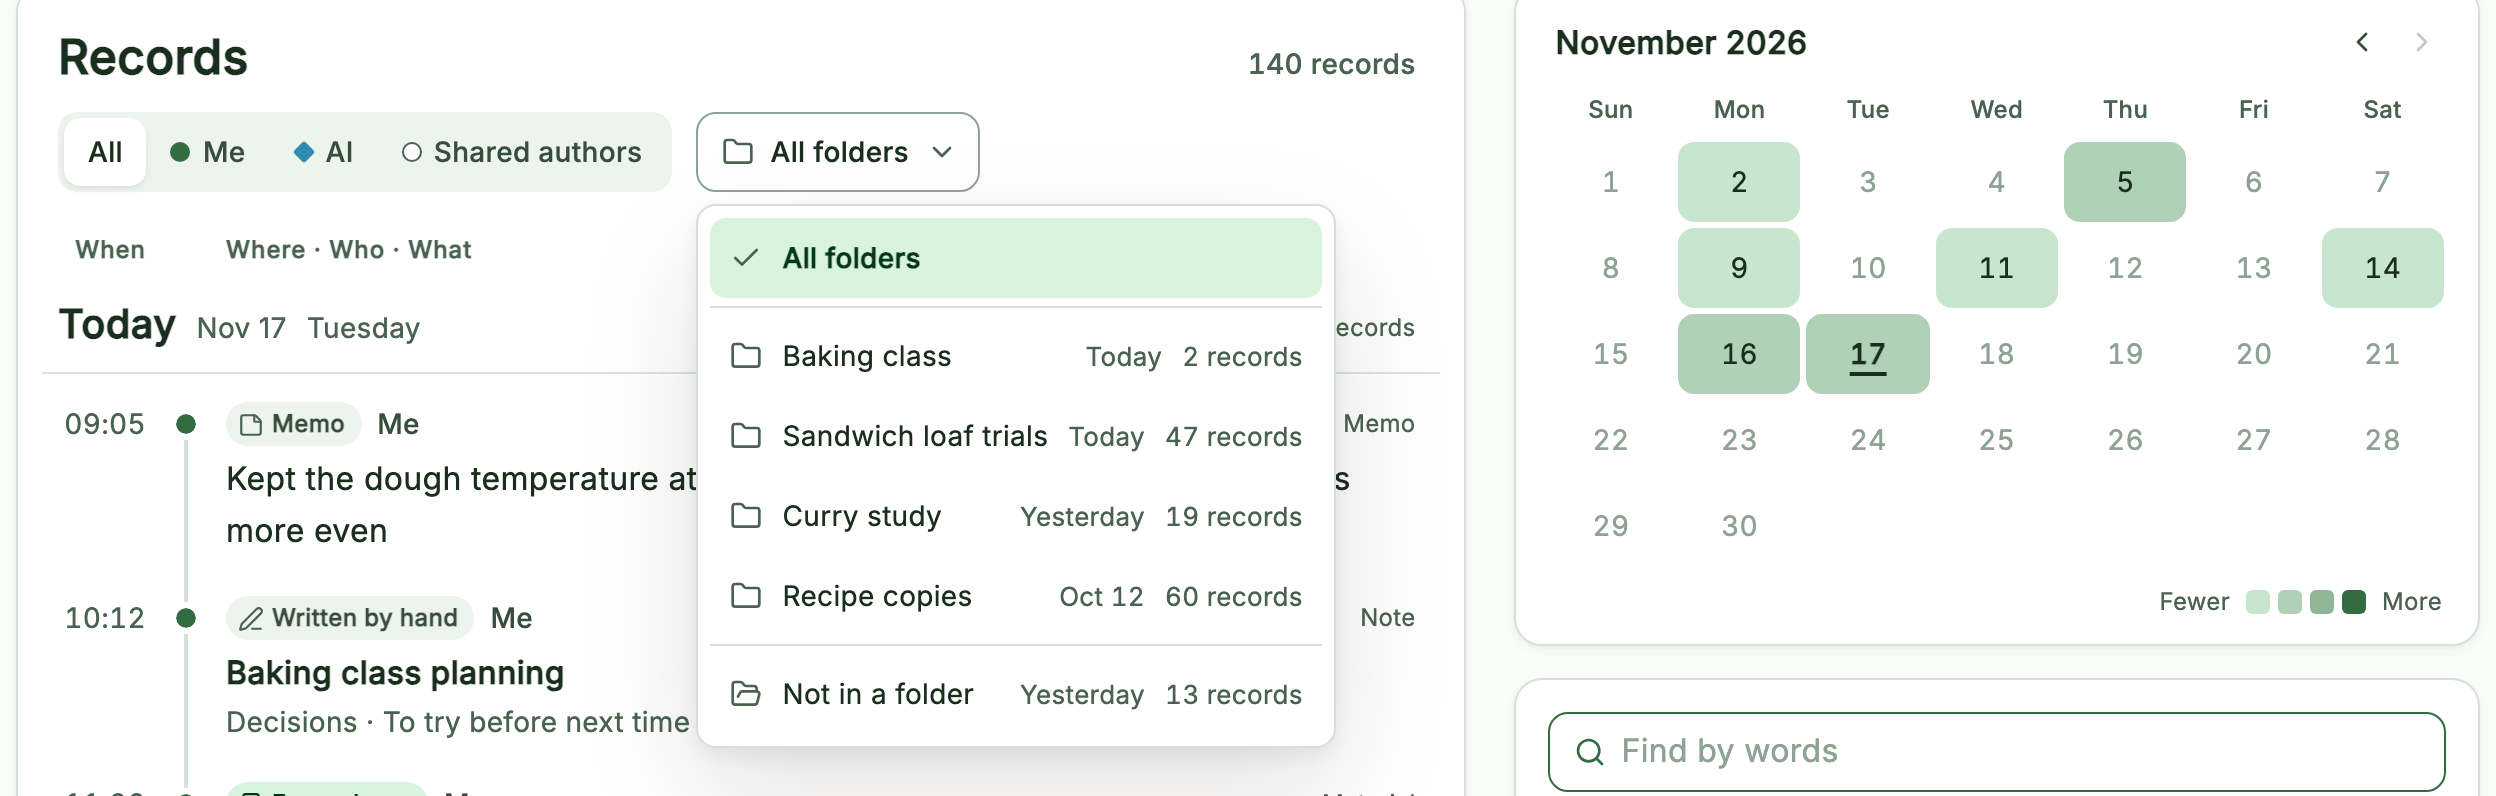 Records
140 records
All
Me
AI
Shared authors
All folders
When
Where · Who · What
Today Nov 17 Tuesday
ecords
09:05
Memo
Me
Memo
Kept the dough temperature at
s
more even
10:12
Written by hand
Me
Note
Baking class planning
Decisions · To try before next time
All folders
Baking class Today 2 records
Sandwich loaf trials Today 47 records
Curry study Yesterday 19 records
Recipe copies Oct 12 60 records
Not in a folder Yesterday 13 records
November 2026
Sun Mon Tue Wed Thu Fri Sat
1 2 3 4 5 6 7
8 9 10 11 12 13 14
15 16 17 18 19 20 21
22 23 24 25 26 27 28
29 30
Fewer More
Find by words